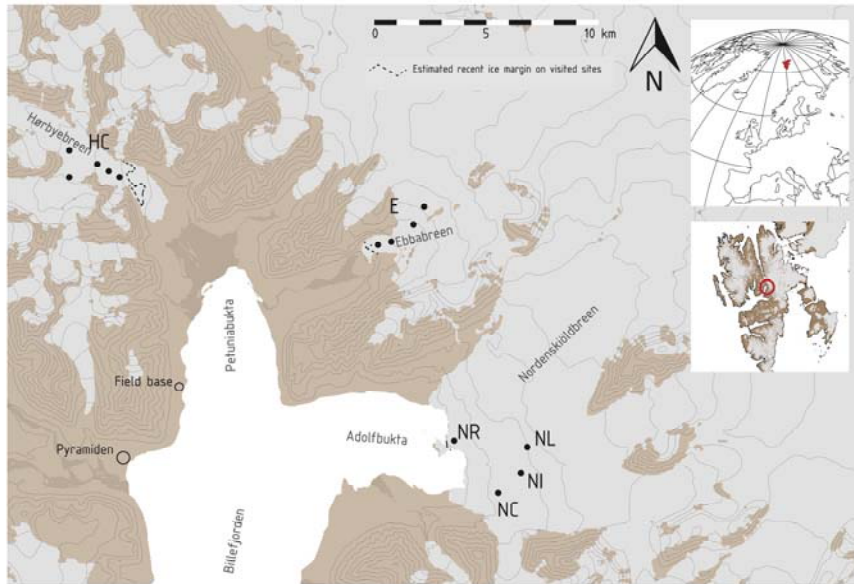 0 5 10 km
Estimated recent ice margin on visited sites
N
Hørbyebreen
HC
E
Ebbabreen
Petuniabukta
Nordenskiöldbreen
Field base
Adolfbukta
NR
NL
Pyramiden
NI
NC
Billefjorden